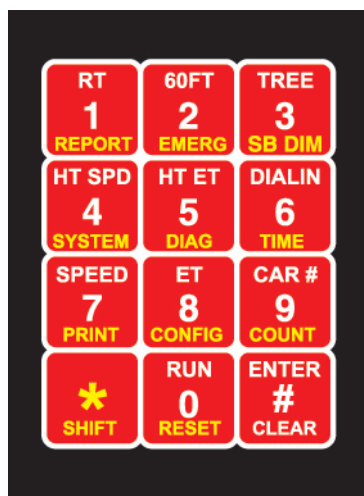 RT 60FT TREE
1 2 3
REPORT EMERG SB DIM
HT SPD HT ET DIALIN
4 5 6
SYSTEM DIAG TIME
SPEED ET CAR #
7 8 9
PRINT CONFIG COUNT
RUN ENTER
* 0 #
SHIFT RESET CLEAR